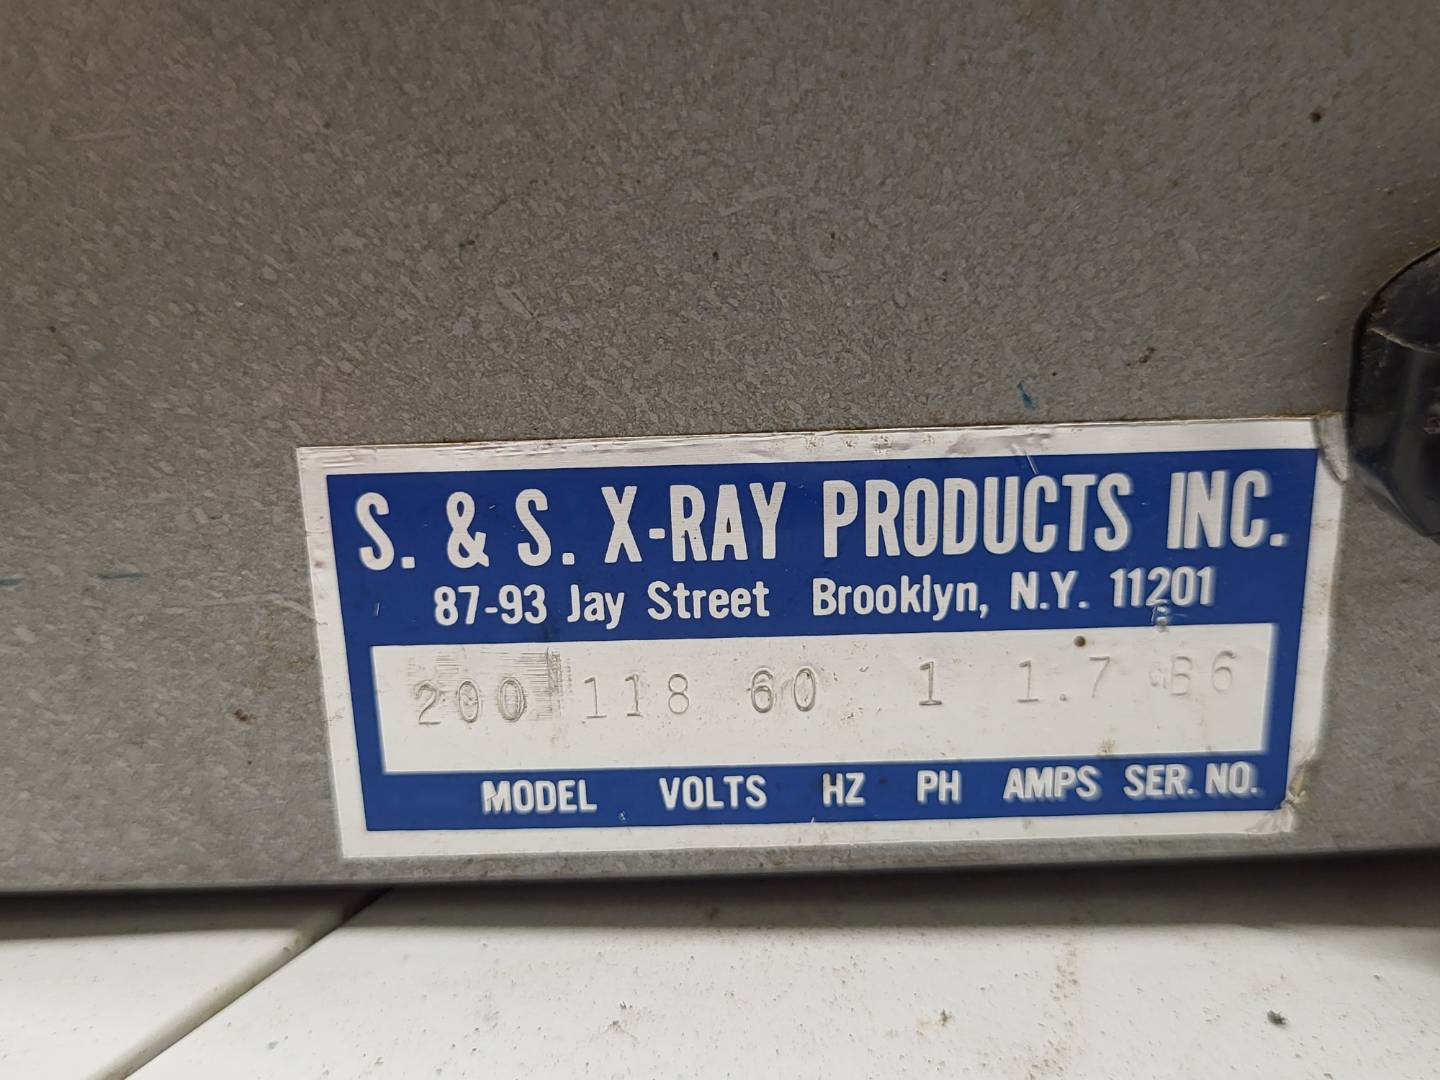 S. & S. X-RAY PRODUCTS INC.
87-93 Jay Street Brooklyn, N.Y. 11201
200 118 60 1 1.7 B6
MODEL VOLTS HZ PH AMPS SER. NO.